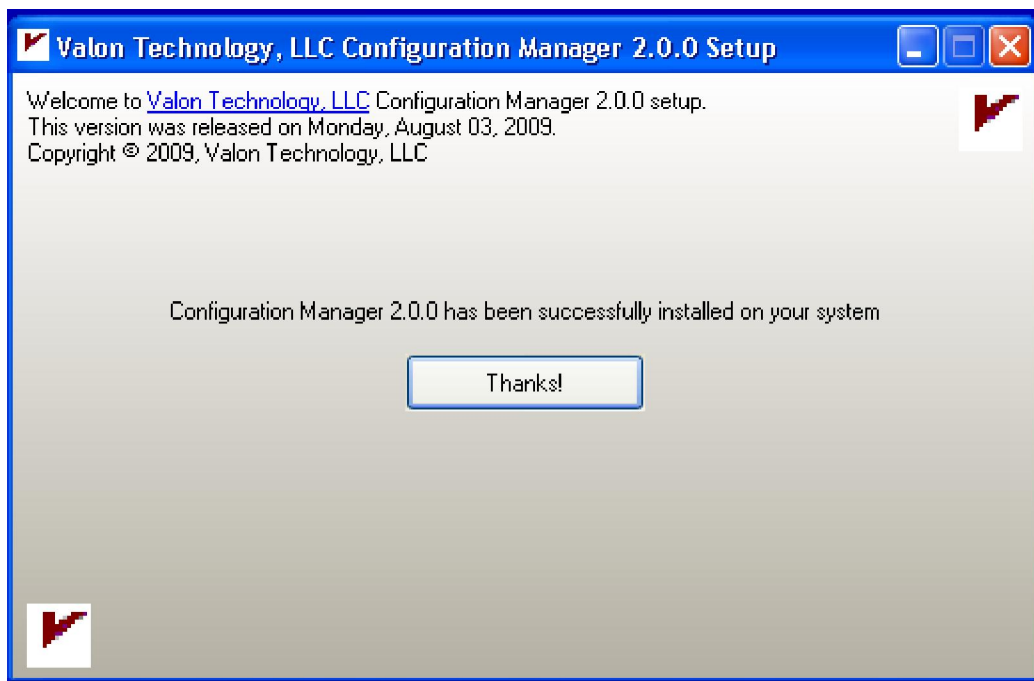 Valon Technology, LLC Configuration Manager 2.0.0 Setup
Welcome to Valon Technology, LLC Configuration Manager 2.0.0 setup.
This version was released on Monday, August 03, 2009.
Copyright © 2009, Valon Technology, LLC
Configuration Manager 2.0.0 has been successfully installed on your system
Thanks!